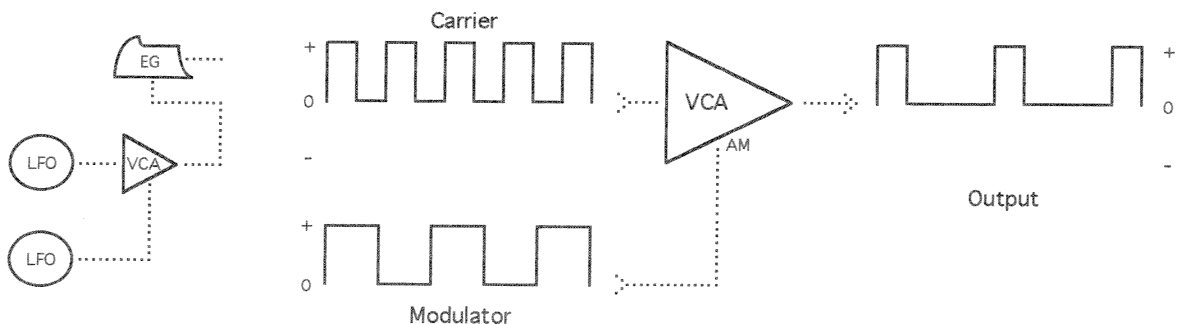 Carrier
EG
+
0
-
VCA
AM
+
0
-
LFO
VCA
Output
LFO
+
0
Modulator